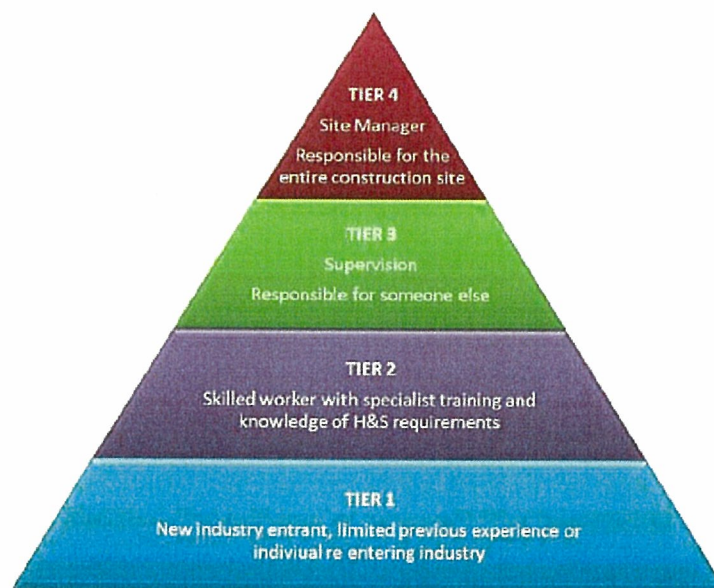 TIER 4
Site Manager
Responsible for the
entire construction site
TIER 3
Supervision
Responsible for someone else
TIER 2
Skilled worker with specialist training and
knowledge of H&S requirements
TIER 1
New industry entrant, limited previous experience or
indiviual re entering industry